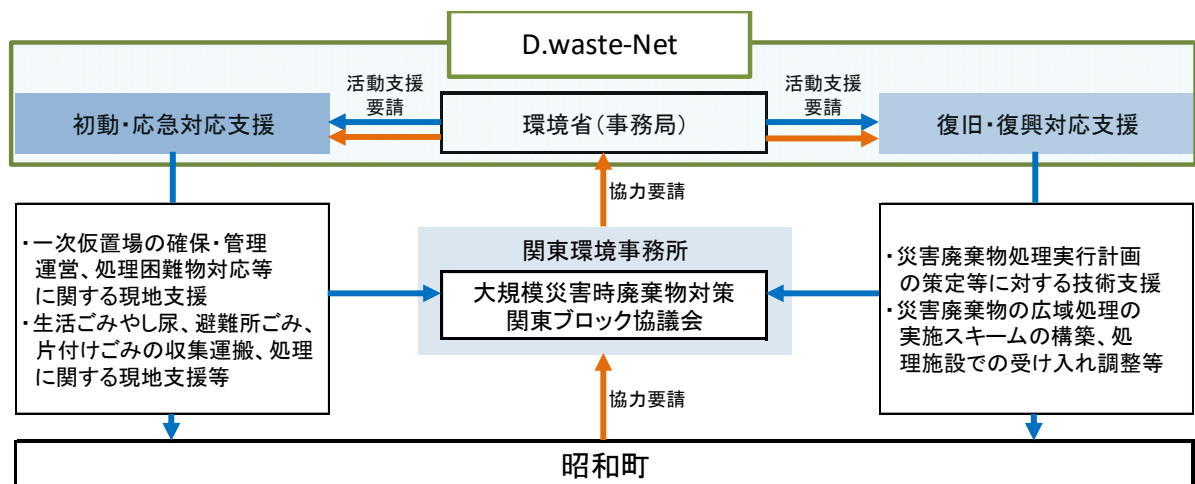 D.waste-Net
活動支援
要請
活動支援
要請
初動・応急対応支援
環境省(事務局)
復旧・復興対応支援
協力要請
・一次仮置場の確保・管理
運営、処理困難物対応等
に関する現地支援
・生活ごみやし尿、避難所ごみ、
片付けごみの収集運搬、処理
に関する現地支援等
関東環境事務所
大規模災害時廃棄物対策
関東ブロック協議会
・災害廃棄物処理実行計画
の策定等に対する技術支援
・災害廃棄物の広域処理の
実施スキームの構築、処
理施設での受け入れ調整等
協力要請
昭和町